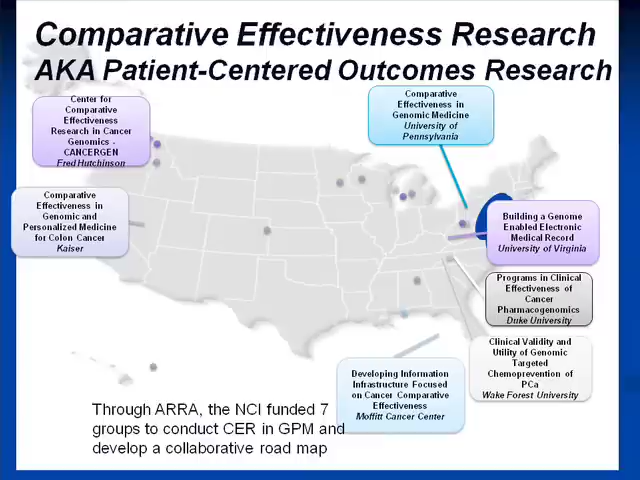 Comparative Effectiveness Research
AKA Patient-Centered Outcomes Research
Center for
Comparative
Effectiveness
Research in Cancer
Genomics -
CANCERGEN
Fred Hutchinson
Comparative
Effectiveness in
Genomic Medicine
University of
Pennsylvania
Comparative
Effectiveness in
Genomic and
Personalized Medicine
for Colon Cancer
Kaiser
Building a Genome
Enabled Electronic
Medical Record
University of Virginia
Programs in Clinical
Effectiveness of
Cancer
Pharmacogenomics
Duke University
Clinical Validity and
Utility of Genomic
Targeted
Chemoprevention of
PCa
Wake Forest University
Developing Information
Infrastructure Focused
on Cancer Comparative
Effectiveness
Moffitt Cancer Center
Through ARRA, the NCI funded 7
groups to conduct CER in GPM and
develop a collaborative road map